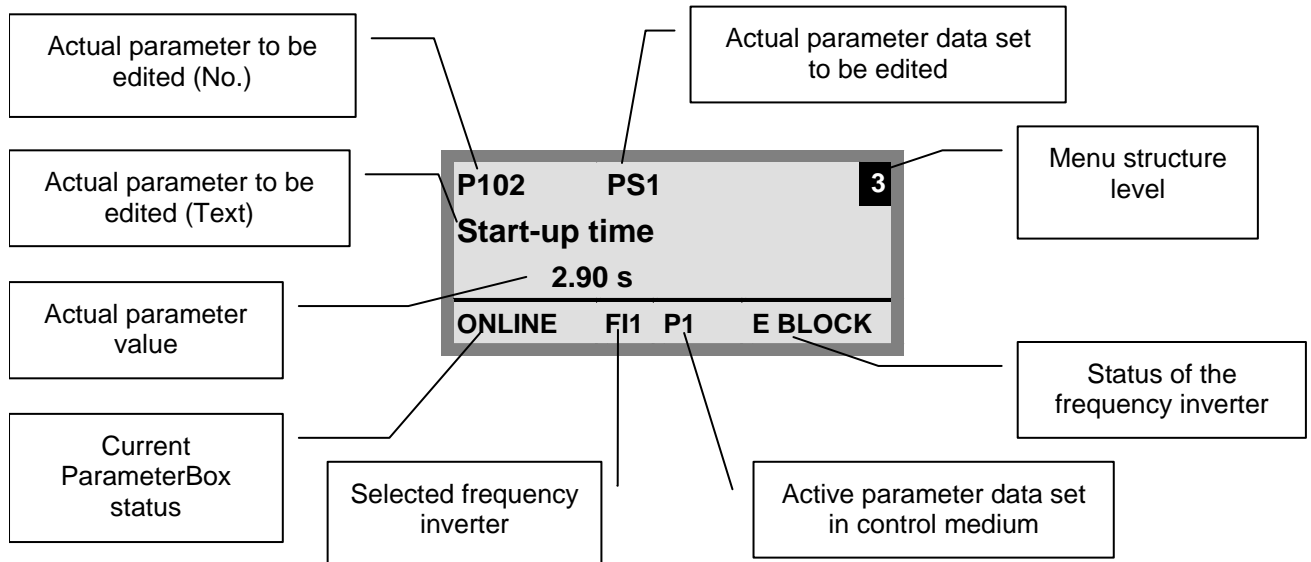 Actual parameter to be
edited (No.)
Actual parameter data set
to be edited
Actual parameter to be
edited (Text)
Menu structure
level
P102 PS1 3
Start-up time
2.90 s
ONLINE FI1 P1 E BLOCK
Actual parameter
value
Status of the
frequency inverter
Current
ParameterBox
status
Selected frequency
inverter
Active parameter data set
in control medium